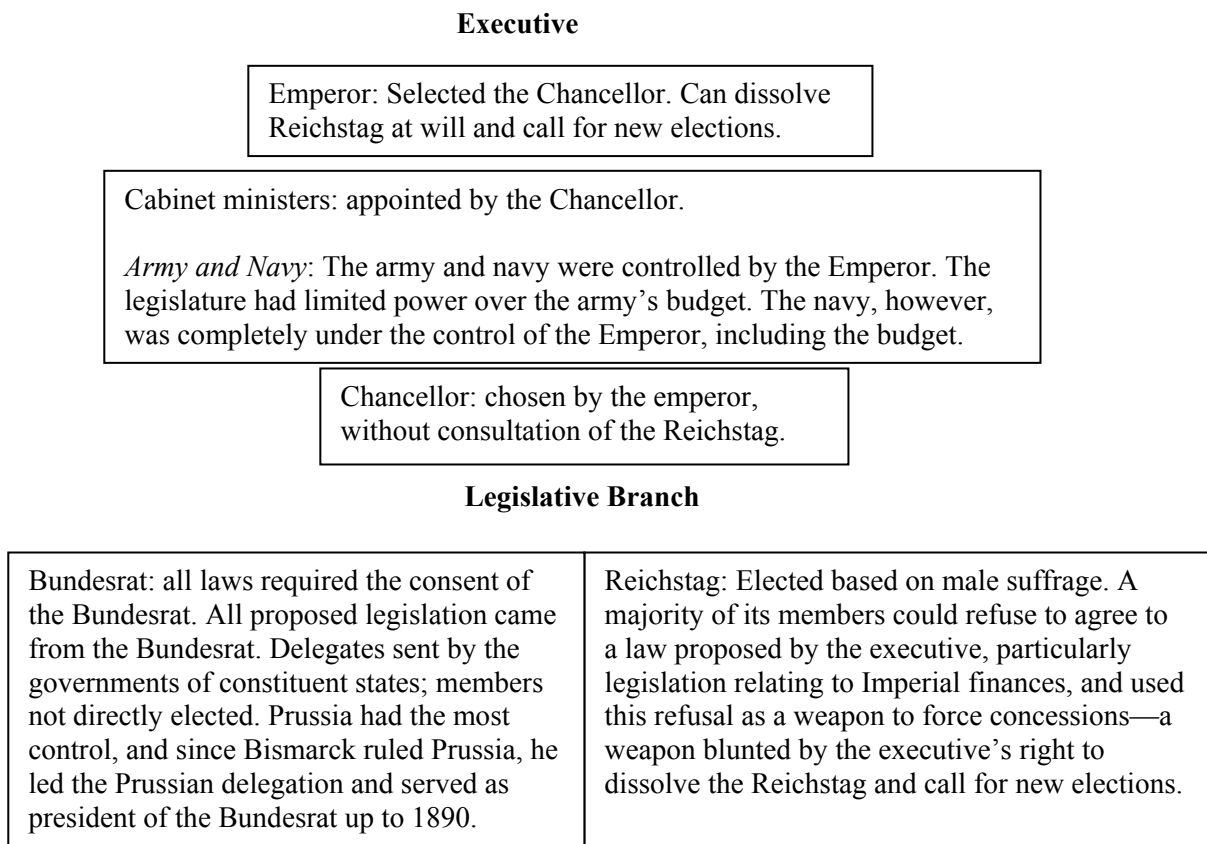 Executive
Emperor: Selected the Chancellor. Can dissolve
Reichstag at will and call for new elections.
Cabinet ministers: appointed by the Chancellor.
Army and Navy: The army and navy were controlled by the Emperor. The
legislature had limited power over the army’s budget. The navy, however,
was completely under the control of the Emperor, including the budget.
Chancellor: chosen by the emperor,
without consultation of the Reichstag.
Legislative Branch
Bundesrat: all laws required the consent of
the Bundesrat. All proposed legislation came
from the Bundesrat. Delegates sent by the
governments of constituent states; members
not directly elected. Prussia had the most
control, and since Bismarck ruled Prussia, he
led the Prussian delegation and served as
president of the Bundesrat up to 1890.
Reichstag: Elected based on male suffrage. A
majority of its members could refuse to agree to
a law proposed by the executive, particularly
legislation relating to Imperial finances, and used
this refusal as a weapon to force concessions—a
weapon blunted by the executive’s right to
dissolve the Reichstag and call for new elections.